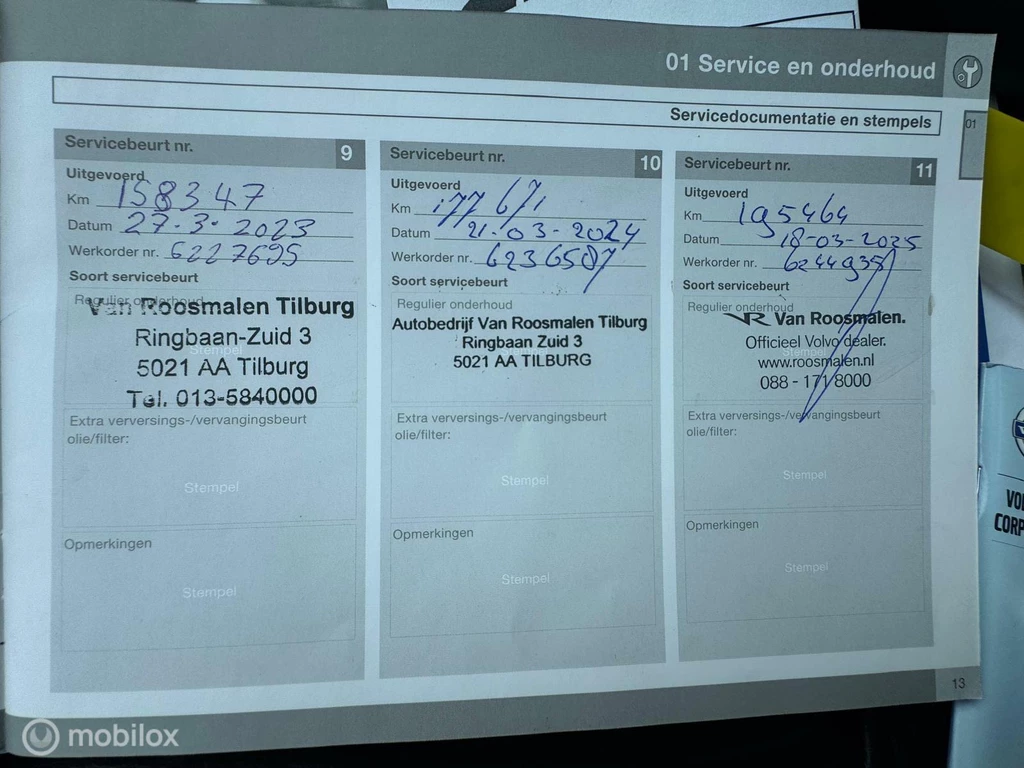 01 Service en onderhoud
Servicedocumentatie en stempels
01
Servicebeurt nr. 9
Uitgevoerd
Km 158347
Datum 27-3-2023
Werkorder nr. 6227695
Soort servicebeurt
Regulier onderhoud
Van Roosmalen Tilburg
Ringbaan-Zuid 3
Stempel
5021 AA Tilburg
Tel. 013-5840000
Extra verversings-/vervangingsbeurt
olie/filter:
Stempel
Opmerkingen
Stempel
Servicebeurt nr. 10
Uitgevoerd
Km 177671
Datum 21-03-2024
Werkorder nr. 6236587
Soort servicebeurt
Regulier onderhoud
Autobedrijf Van Roosmalen Tilburg
Ringbaan Zuid 3
5021 AA TILBURG
Extra verversings-/vervangingsbeurt
olie/filter:
Stempel
Opmerkingen
Stempel
Servicebeurt nr. 11
Uitgevoerd
Km 195464
Datum 18-03-2025
Werkorder nr. 6244935
Soort servicebeurt
Regulier onderhoud
VR Van Roosmalen.
Officieel Volvo dealer.
Stempel
www.roosmalen.nl
088 - 171 8000
Extra verversings-/vervangingsbeurt
olie/filter:
Stempel
Opmerkingen
Stempel
13
mobilox